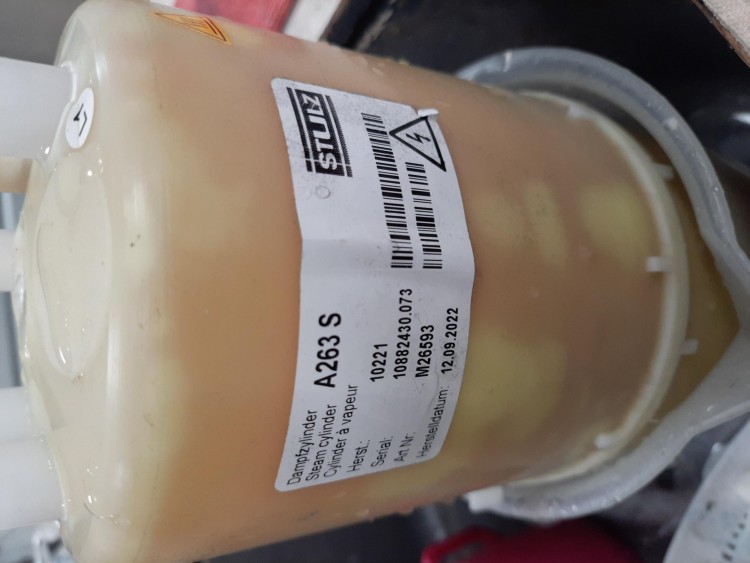 STULZ
Dampfzylinder
Steam cylinder
Cylinder à vapeur
A263 S
Herst.: 10221
Serial: 10882430.073
Art Nr: M26593
Herstelldatum: 12.09.2022